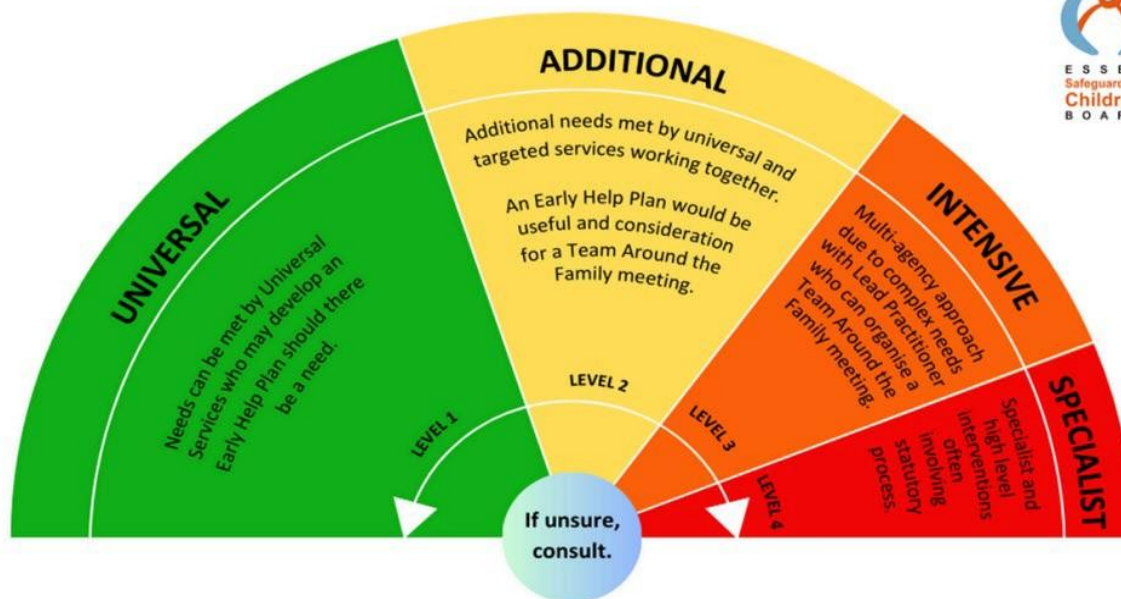 UNIVERSAL
Needs can be met by Universal
Services who may develop an
Early Help Plan should there
be a need.
LEVEL 1
ADDITIONAL
Additional needs met by universal and
targeted services working together.
An Early Help Plan would be
useful and consideration
for a Team Around the
Family meeting.
LEVEL 2
INTENSIVE
Multi-agency approach
due to complex needs
with Lead Practitioner
who can organise a
Team Around the
Family meeting.
LEVEL 3
SPECIALIST
Specialist and
high level
interventions
often
involving
statutory
process.
LEVEL 4
If unsure,
consult.
BOAR